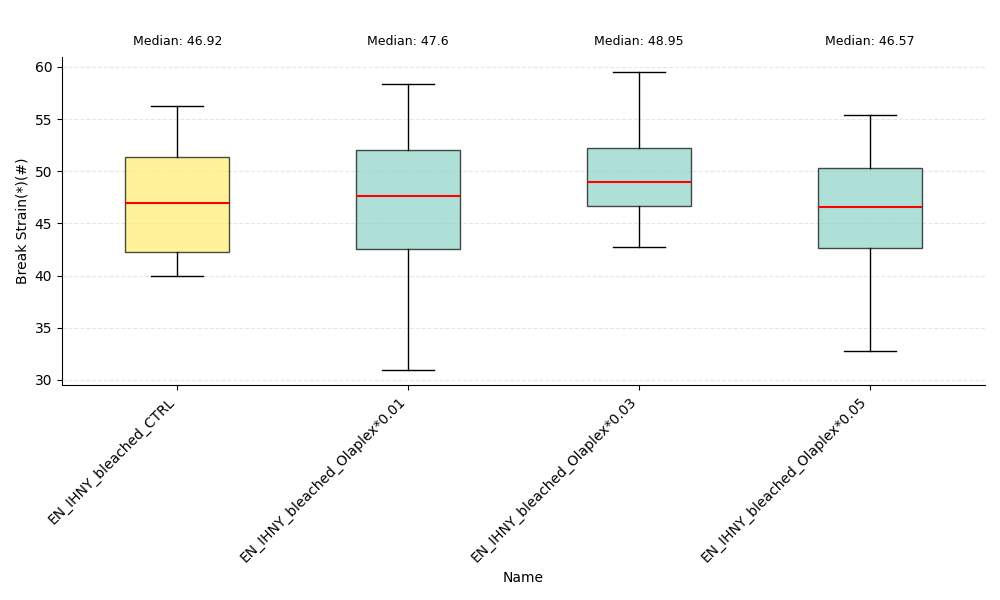 Median: 46.92
Median: 47.6
Median: 48.95
Median: 46.57
Break Strain(*)(#)
60
55
50
45
40
35
30
EN_IHNY_bleached_CTRL
EN_IHNY_bleached_Olaplex*0.01
EN_IHNY_bleached_Olaplex*0.03
EN_IHNY_bleached_Olaplex*0.05
Name